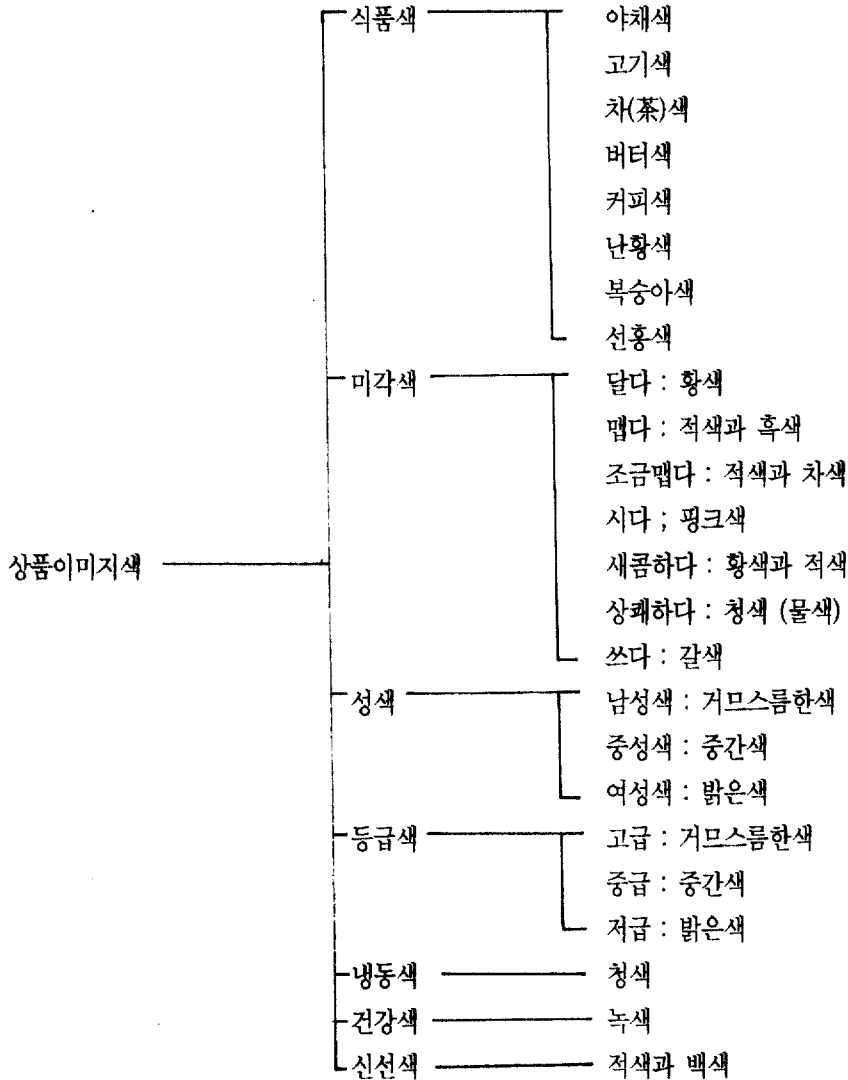 식품색 야채색
고기색
차(茶)색
버터색
커피색
난황색
복숭아색
선홍색
미각색 달다 : 황색
맵다 : 적색과 흑색
조금맵다 : 적색과 차색
시다 ; 핑크색
상품이미지색 새콤하다 : 황색과 적색
상쾌하다 : 청색 (물색)
쓰다 : 갈색
성색 남성색 : 거므스름한색
중성색 : 중간색
여성색 : 밝은색
등급색 고급 : 거므스름한색
중급 : 중간색
저급 : 밝은색
냉동색 청색
건강색 녹색
신선색 적색과 백색